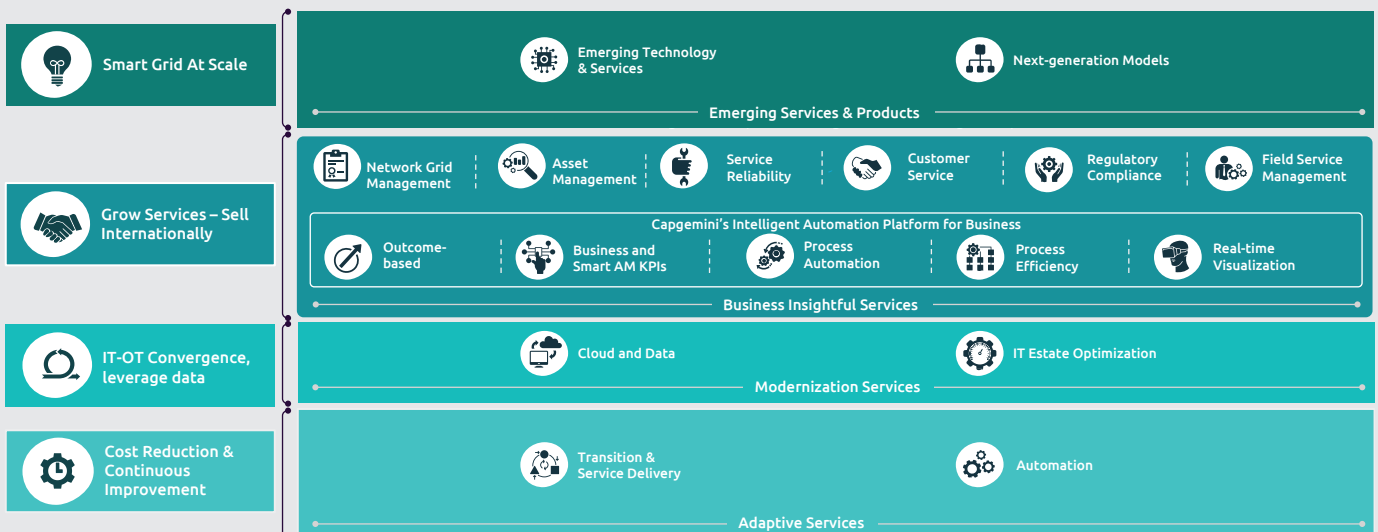 Smart Grid At Scale
Emerging Technology
& Services
Next-generation Models
Emerging Services & Products
Grow Services – Sell
Internationally
Network Grid
Management
Asset
Management
Service
Reliability
Customer
Service
Regulatory
Compliance
Field Service
Management
Capgemini's Intelligent Automation Platform for Business
Outcome-
based
Business and
Smart AM KPIs
Process
Automation
Process
Efficiency
Real-time
Visualization
Business Insightful Services
IT-OT Convergence,
leverage data
Cloud and Data
IT Estate Optimization
Modernization Services
Cost Reduction &
Continuous
Improvement
Transition &
Service Delivery
Automation
Adaptive Services